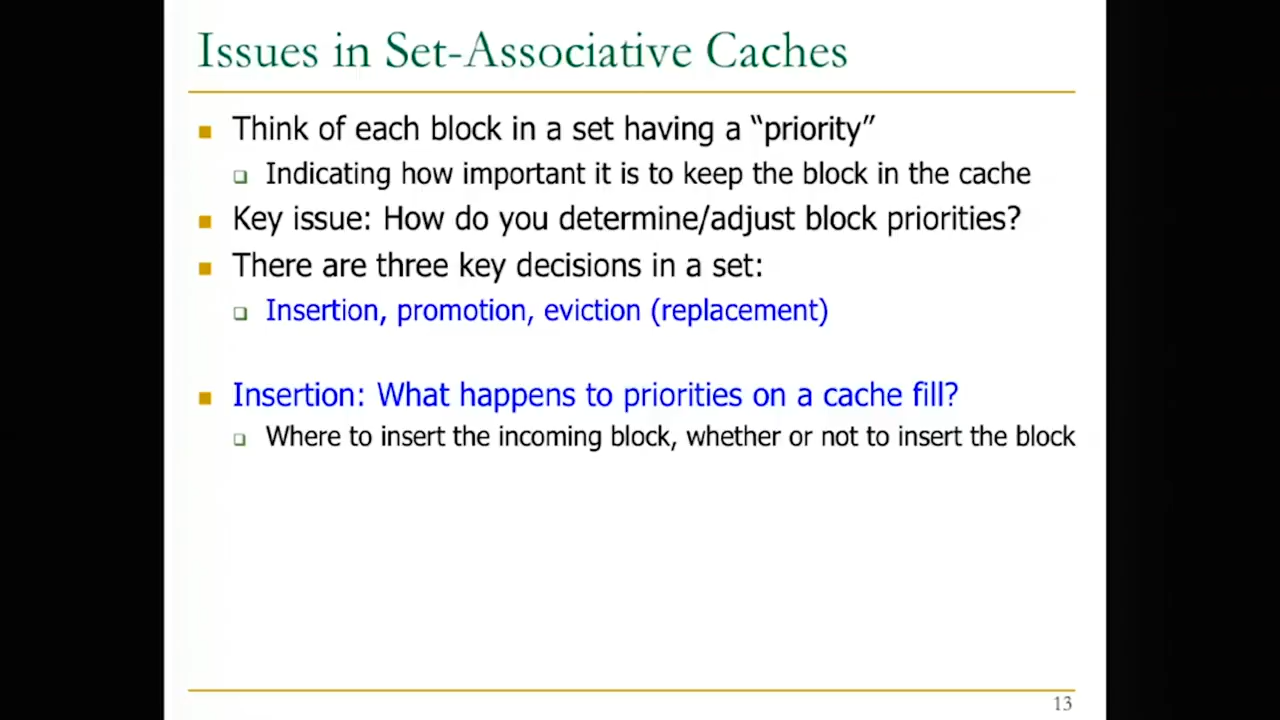 Issues in Set-Associative Caches
Think of each block in a set having a “priority”
Indicating how important it is to keep the block in the cache
Key issue: How do you determine/adjust block priorities?
There are three key decisions in a set:
Insertion, promotion, eviction (replacement)
Insertion: What happens to priorities on a cache fill?
Where to insert the incoming block, whether or not to insert the block
13